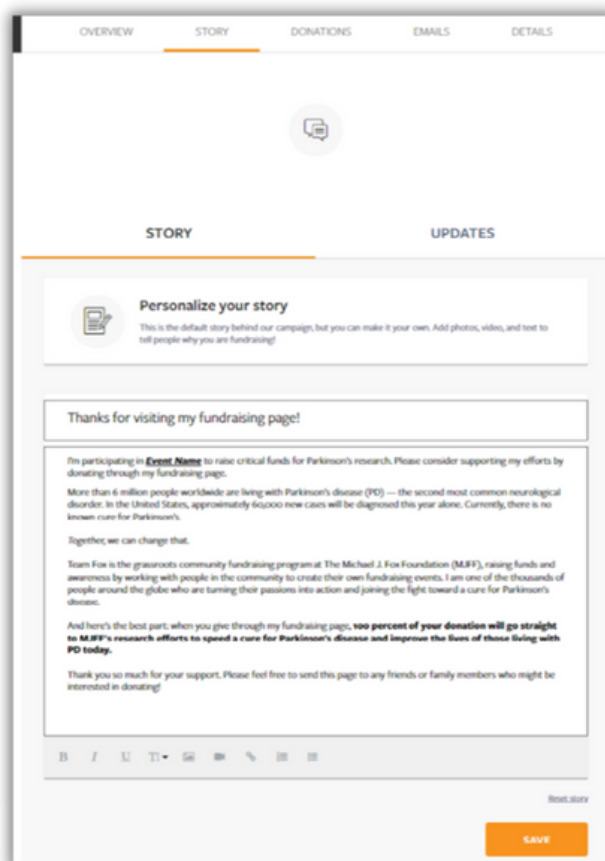 OVERVIEW STORY DONATIONS EMAILS DETAILS
STORY UPDATES
Personalize your story
This is the default story behind our campaign, but you can make it your own. Add photos, video, and text to
tell people why you are fundraising!
Thanks for visiting my fundraising page!
I'm participating in Event Name to raise critical funds for Parkinson's research. Please consider supporting my efforts by
donating through my fundraising page.
More than 6 million people worldwide are living with Parkinson's disease (PD) — the second most common neurological
disorder. In the United States, approximately 60,000 new cases will be diagnosed this year alone. Currently, there is no
known cure for Parkinson's.
Together, we can change that.
Team Fox is the grassroots community fundraising program at The Michael J. Fox Foundation (MJFF), raising funds and
awareness by working with people in the community to create their own fundraising events. I am one of the thousands of
people around the globe who are turning their passions into action and joining the fight toward a cure for Parkinson's
disease.
And here's the best part: when you give through my fundraising page, 100 percent of your donation will go straight
to MJFF's research efforts to speed a cure for Parkinson's disease and improve the lives of those living with
PD today.
Thank you so much for your support. Please feel free to send this page to any friends or family members who might be
interested in donating!
B I U T
Reset story
SAVE